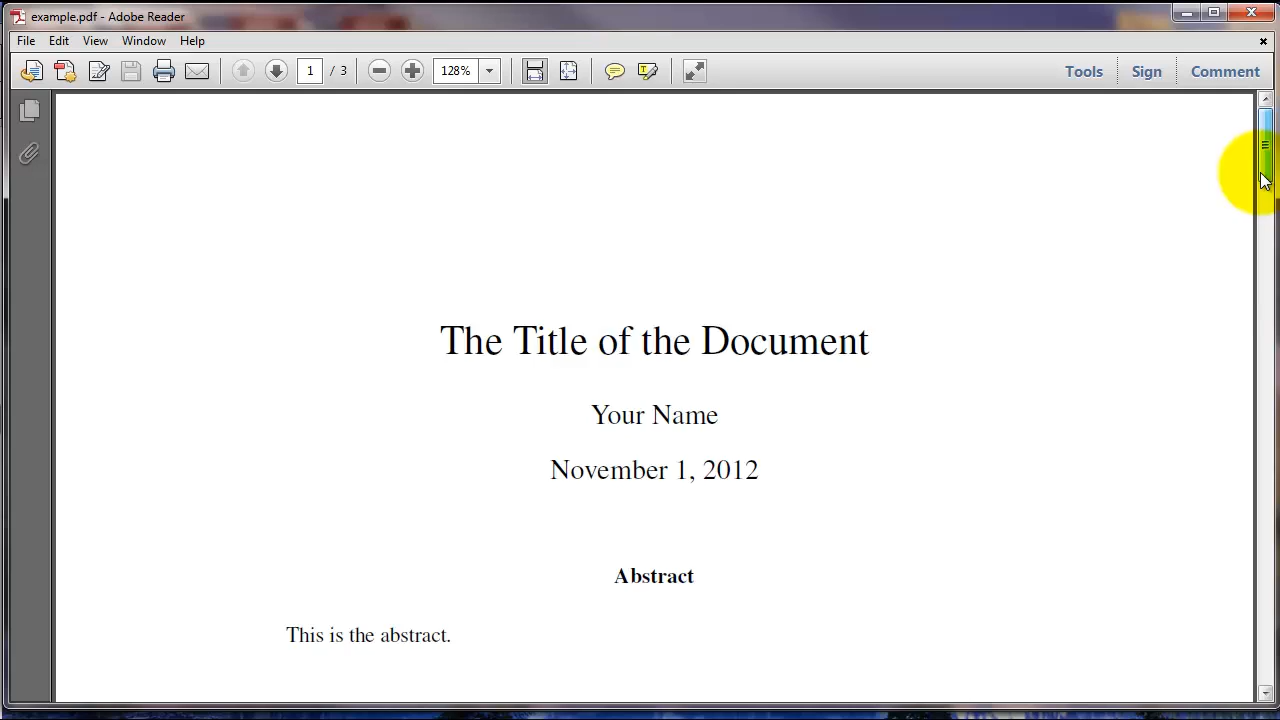 example.pdf - Adobe Reader
File Edit View Window Help
1 / 3 128% Tools Sign Comment
The Title of the Document
Your Name
November 1, 2012
Abstract
This is the abstract.